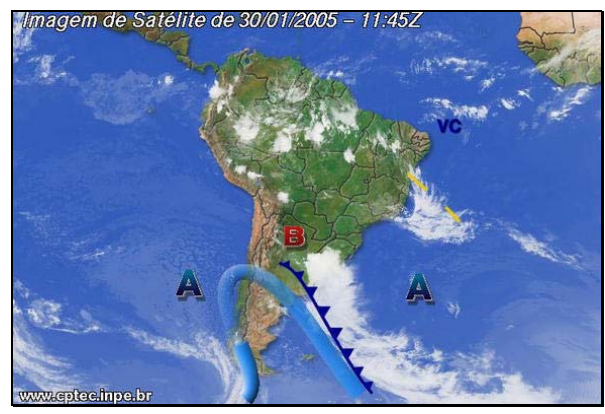 Imagem de Satélite de 30/01/2005 – 11:45Z
VC
B
A
A
www.cptec.inpe.br